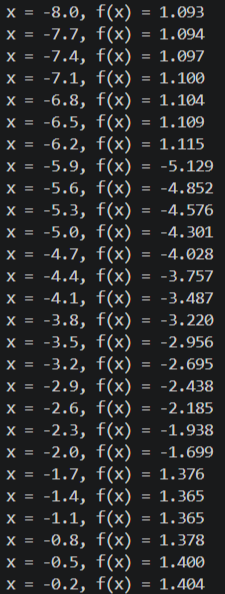 x = -8.0, f(x) = 1.093
x = -7.7, f(x) = 1.094
x = -7.4, f(x) = 1.097
x = -7.1, f(x) = 1.100
x = -6.8, f(x) = 1.104
x = -6.5, f(x) = 1.109
x = -6.2, f(x) = 1.115
x = -5.9, f(x) = -5.129
x = -5.6, f(x) = -4.852
x = -5.3, f(x) = -4.576
x = -5.0, f(x) = -4.301
x = -4.7, f(x) = -4.028
x = -4.4, f(x) = -3.757
x = -4.1, f(x) = -3.487
x = -3.8, f(x) = -3.220
x = -3.5, f(x) = -2.956
x = -3.2, f(x) = -2.695
x = -2.9, f(x) = -2.438
x = -2.6, f(x) = -2.185
x = -2.3, f(x) = -1.938
x = -2.0, f(x) = -1.699
x = -1.7, f(x) = 1.376
x = -1.4, f(x) = 1.365
x = -1.1, f(x) = 1.365
x = -0.8, f(x) = 1.378
x = -0.5, f(x) = 1.400
x = -0.2, f(x) = 1.404